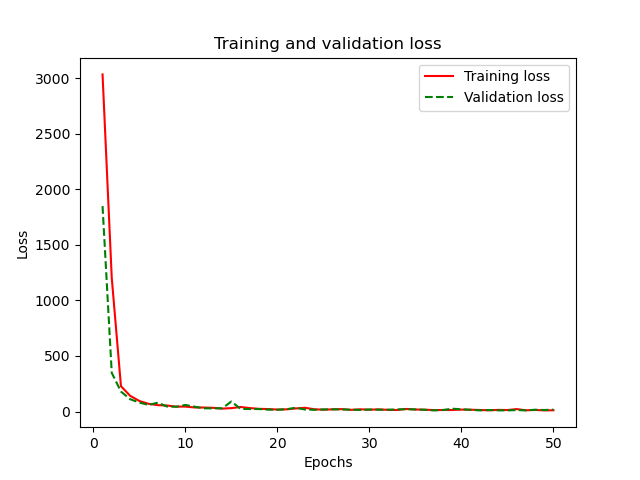 Training and validation loss
Training loss
Validation loss
3000
2500
2000
1500
1000
500
0
Loss
0 10 20 30 40 50
Epochs